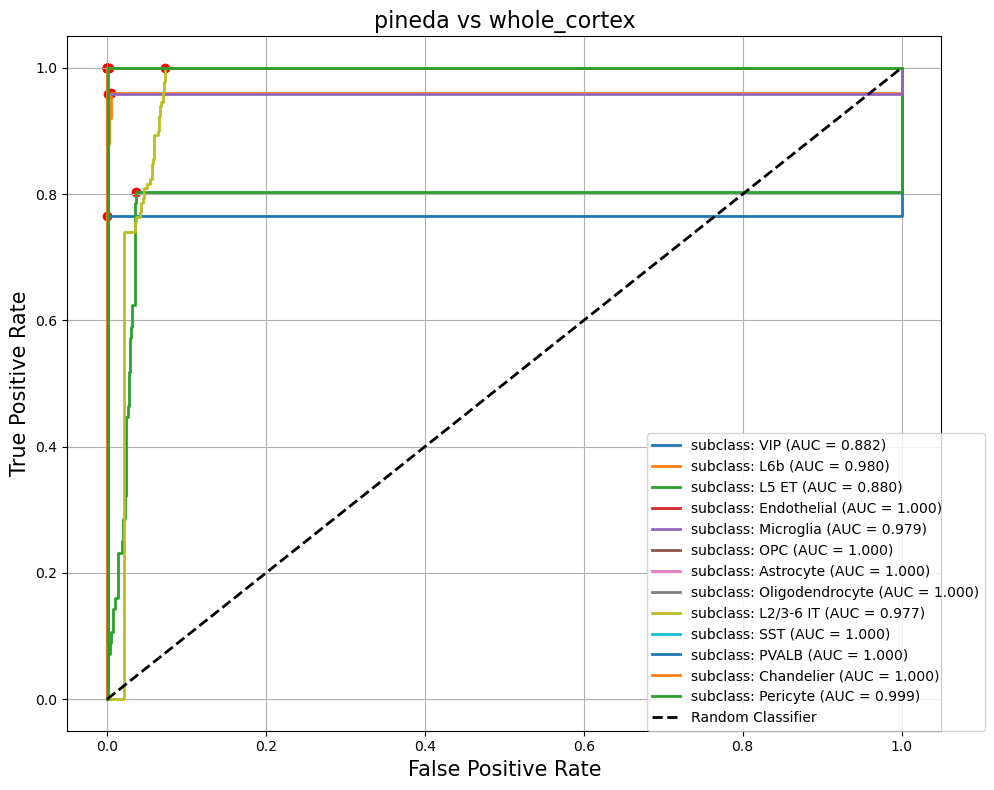 pineda vs whole_cortex
True Positive Rate
1.0
0.8
0.6
0.4
0.2
0.0
subclass: VIP (AUC = 0.882)
subclass: L6b (AUC = 0.980)
subclass: L5 ET (AUC = 0.880)
subclass: Endothelial (AUC = 1.000)
subclass: Microglia (AUC = 0.979)
subclass: OPC (AUC = 1.000)
subclass: Astrocyte (AUC = 1.000)
subclass: Oligodendrocyte (AUC = 1.000)
subclass: L2/3-6 IT (AUC = 0.977)
subclass: SST (AUC = 1.000)
subclass: PVALB (AUC = 1.000)
subclass: Chandelier (AUC = 1.000)
subclass: Pericyte (AUC = 0.999)
Random Classifier
0.0 0.2 0.4 0.6 0.8 1.0
False Positive Rate